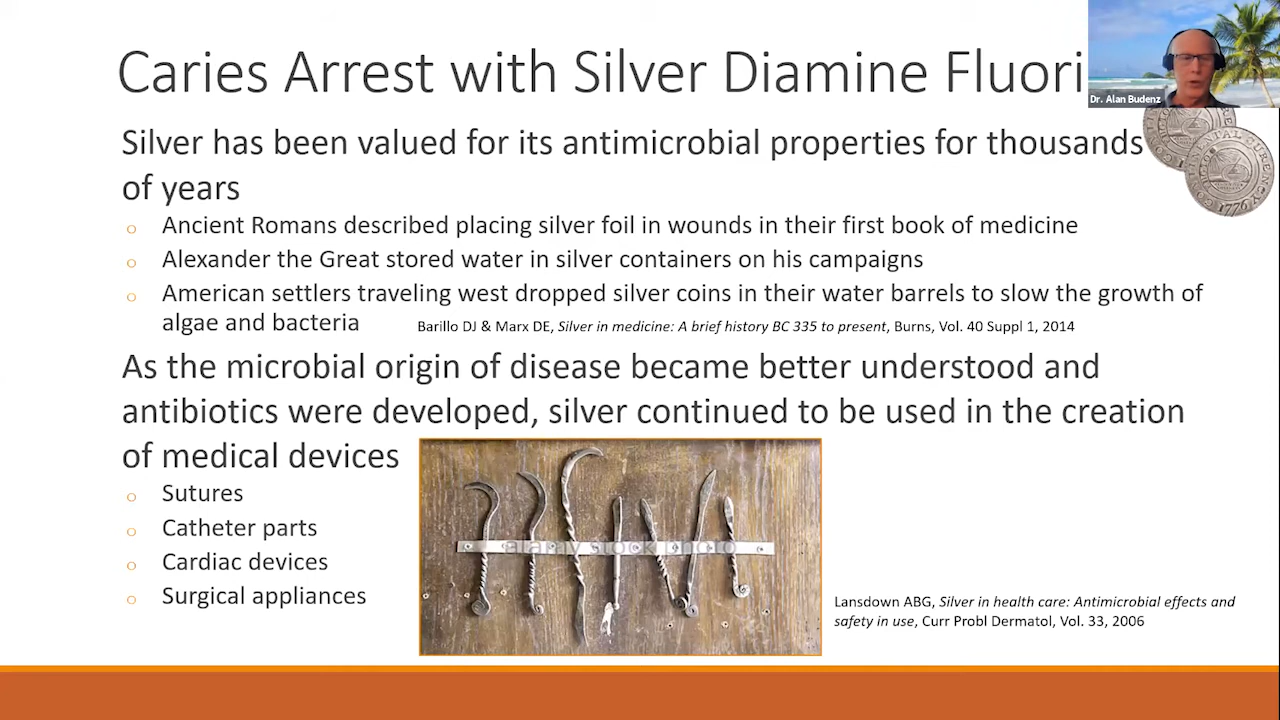 Caries Arrest with Silver Diamine Fluori
Dr. Alan Budenz
Silver has been valued for its antimicrobial properties for thousands
of years
1776
o Ancient Romans described placing silver foil in wounds in their first book of medicine
o Alexander the Great stored water in silver containers on his campaigns
o American settlers traveling west dropped silver coins in their water barrels to slow the growth of
algae and bacteria
Barillo DJ & Marx DE, Silver in medicine: A brief history BC 335 to present, Burns, Vol. 40 Suppl 1, 2014
As the microbial origin of disease became better understood and
antibiotics were developed, silver continued to be used in the creation
of medical devices
o Sutures
o Catheter parts
o Cardiac devices
o Surgical appliances
alamy stock photo
Lansdown ABG, Silver in health care: Antimicrobial effects and
safety in use, Curr Probl Dermatol, Vol. 33, 2006